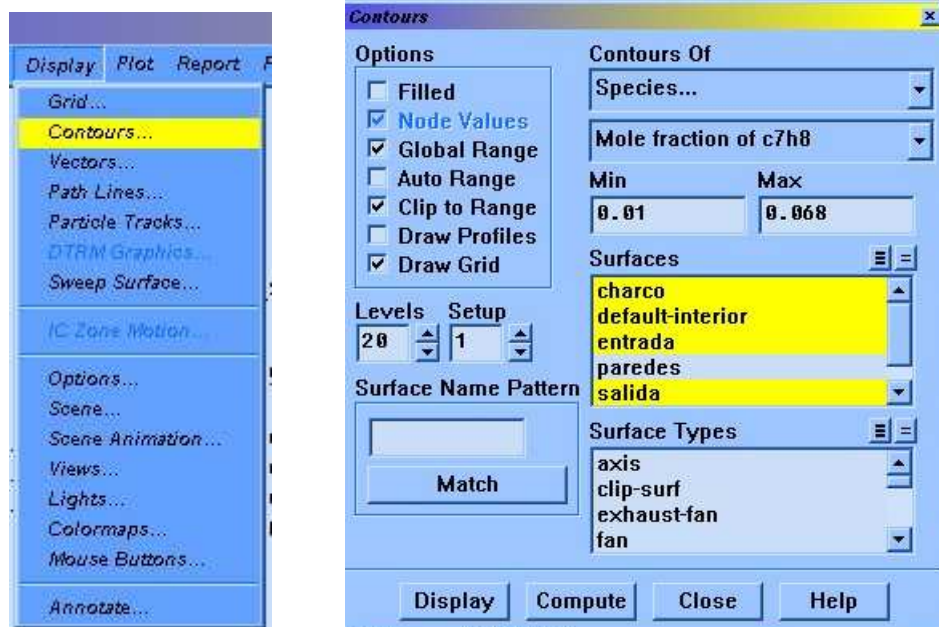 Display Plot Report
Grid...
Contours...
Vectors...
Path Lines...
Particle Tracks...
DTRM Graphics...
Sweep Surface...
IC Zone Motion...
Options...
Scene...
Scene Animation...
Views...
Lights...
Colormaps...
Mouse Buttons...
Annotate...
Contours
Options
Filled
Node Values
Global Range
Auto Range
Clip to Range
Draw Profiles
Draw Grid
Levels Setup
20 1
Surface Name Pattern
Match
Contours Of
Species...
Mole fraction of c7h8
Min Max
0.01 0.068
Surfaces
charco
default-interior
entrada
paredes
salida
Surface Types
axis
clip-surf
exhaust-fan
fan
Display Compute Close Help